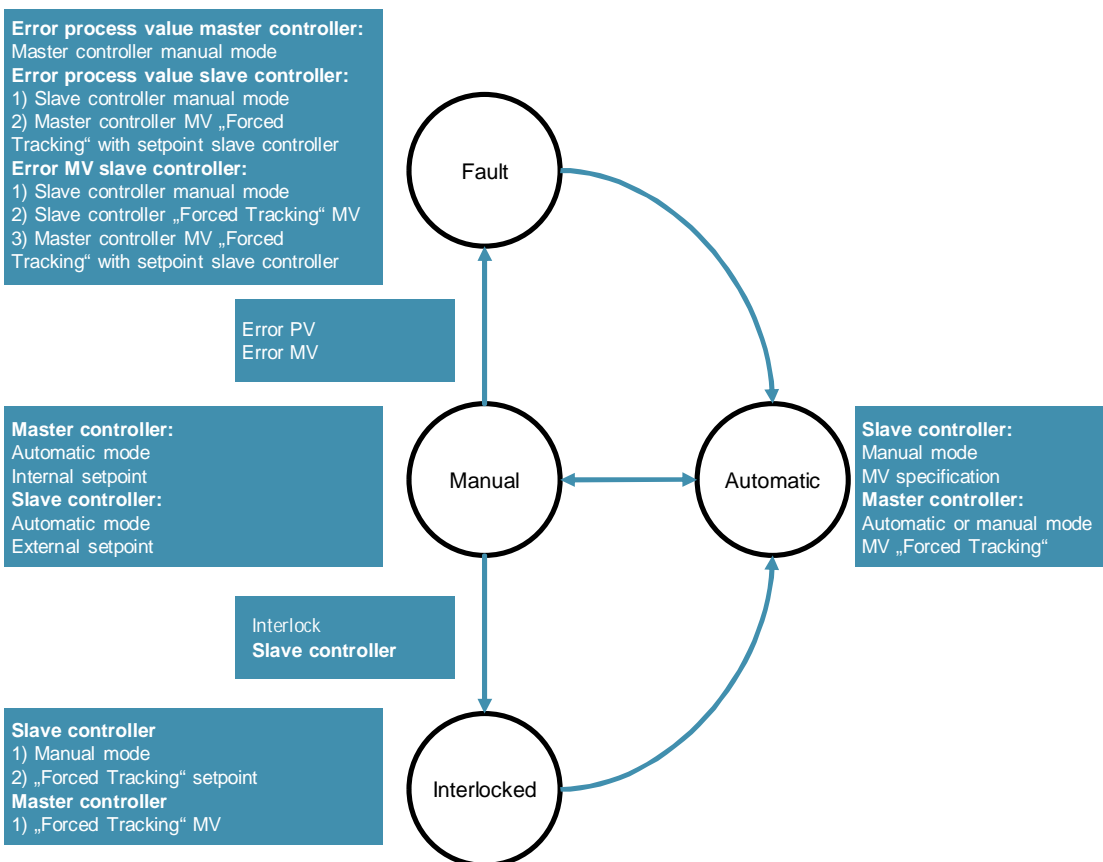 Error process value master controller:
Master controller manual mode
Error process value slave controller:
1) Slave controller manual mode
2) Master controller MV „Forced
Tracking“ with setpoint slave controller
Error MV slave controller:
1) Slave controller manual mode
2) Slave controller „Forced Tracking“ MV
3) Master controller MV „Forced
Tracking“ with setpoint slave controller
Fault
Error PV
Error MV
Master controller:
Automatic mode
Internal setpoint
Slave controller:
Automatic mode
External setpoint
Manual
Automatic
Slave controller:
Manual mode
MV specification
Master controller:
Automatic or manual mode
MV „Forced Tracking“
Interlock
Slave controller
Slave controller
1) Manual mode
2) „Forced Tracking“ setpoint
Master controller
1) „Forced Tracking“ MV
Interlocked